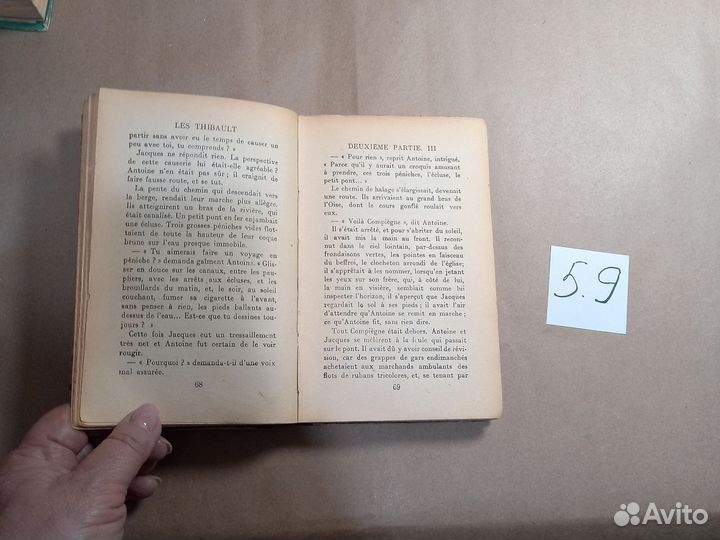 LES THIBAULT
partir sans avoir eu le temps de causer un
peu avec toi, tu comprends ? »
Jacques ne répondit rien. La perspective
de cette causerie lui était-elle agréable ?
Antoine n'en était pas sûr ; il craignit de
faire fausse route, et se tut.
La pente du chemin qui descendait vers
la berge, rendait leur marche plus allègre.
Ils atteignirent un bras de la rivière, qui
était canalisé. Un petit pont en fer enjambait
une écluse. Trois grosses péniches vides flot-
taient de toute la hauteur de leur coque
brune sur l'eau presque immobile.
— « Tu aimerais faire un voyage en
péniche ? » demanda gaîment Antoine. « Glis-
ser en douce sur les canaux, entre les peu-
pliers, avec les arrêts aux écluses, et les
brouillards du matin, et, le soir, au soleil
couchant, fumer sa cigarette à l'avant,
sans penser à rien, les pieds ballants au-
dessus de l'eau... Est-ce que tu dessines tou-
jours ? »
Cette fois Jacques eut un tressaillement
très net et Antoine fut certain de le voir
rougir.
— « Pourquoi ? » demanda-t-il d'une voix
mal assurée.
68
DEUXIÈME PARTIE. III
— « Pour rien », reprit Antoine, intrigué.
« Parce qu'il y aurait un croquis amusant
à prendre, ces trois péniches, l'écluse, le
petit pont... »
Le chemin de halage s'élargissait, devenait
une route. Ils arrivaient au grand bras de
l'Oise, dont le cours gonflé roulait vers
eux.
— « Voilà Compiègne », dit Antoine.
Il s'était arrêté, et pour s'abriter du soleil,
il avait mis la main au front. Il recon-
nut dans le ciel lointain, par-dessus des
frondaisons vertes, les pointes en faisceau
du beffroi, le clocheton arrondi de l'église;
il s'apprêtait à les nommer, lorsqu'en jetant
les yeux sur son frère, qui, à côté de lui,
la main en visière, semblait comme lui
inspecter l'horizon, il s'aperçut que Jacques
regardait le sol à ses pieds ; il avait l'air
d'attendre qu'Antoine se remit en marche ;
ce qu'Antoine fit, sans rien dire.
Tout Compiègne était dehors. Antoine et
Jacques se mêlèrent à la foule qui passait
sur le pont. Il avait dû y avoir conseil de révi-
sion, car des grappes de gars endimanchés
achetaient aux marchands ambulants des
flots de rubans tricolores, et, se tenant par
69
5.9
Avito